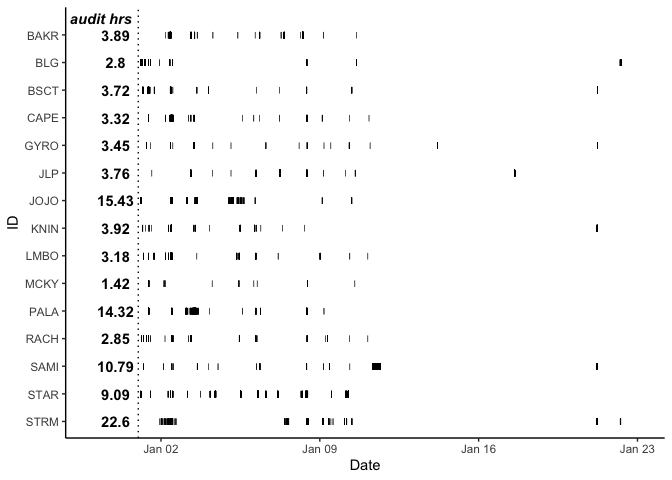 audit hrs
BAKR 3.89
BLG 2.8
BSCT 3.72
CAPE 3.32
GYRO 3.45
JLP 3.76
JOJO 15.43
KNIN 3.92
LMBO 3.18
MCKY 1.42
PALA 14.32
RACH 2.85
SAMI 10.79
STAR 9.09
STRM 22.6
ID
Jan 02 Jan 09 Jan 16 Jan 23
Date